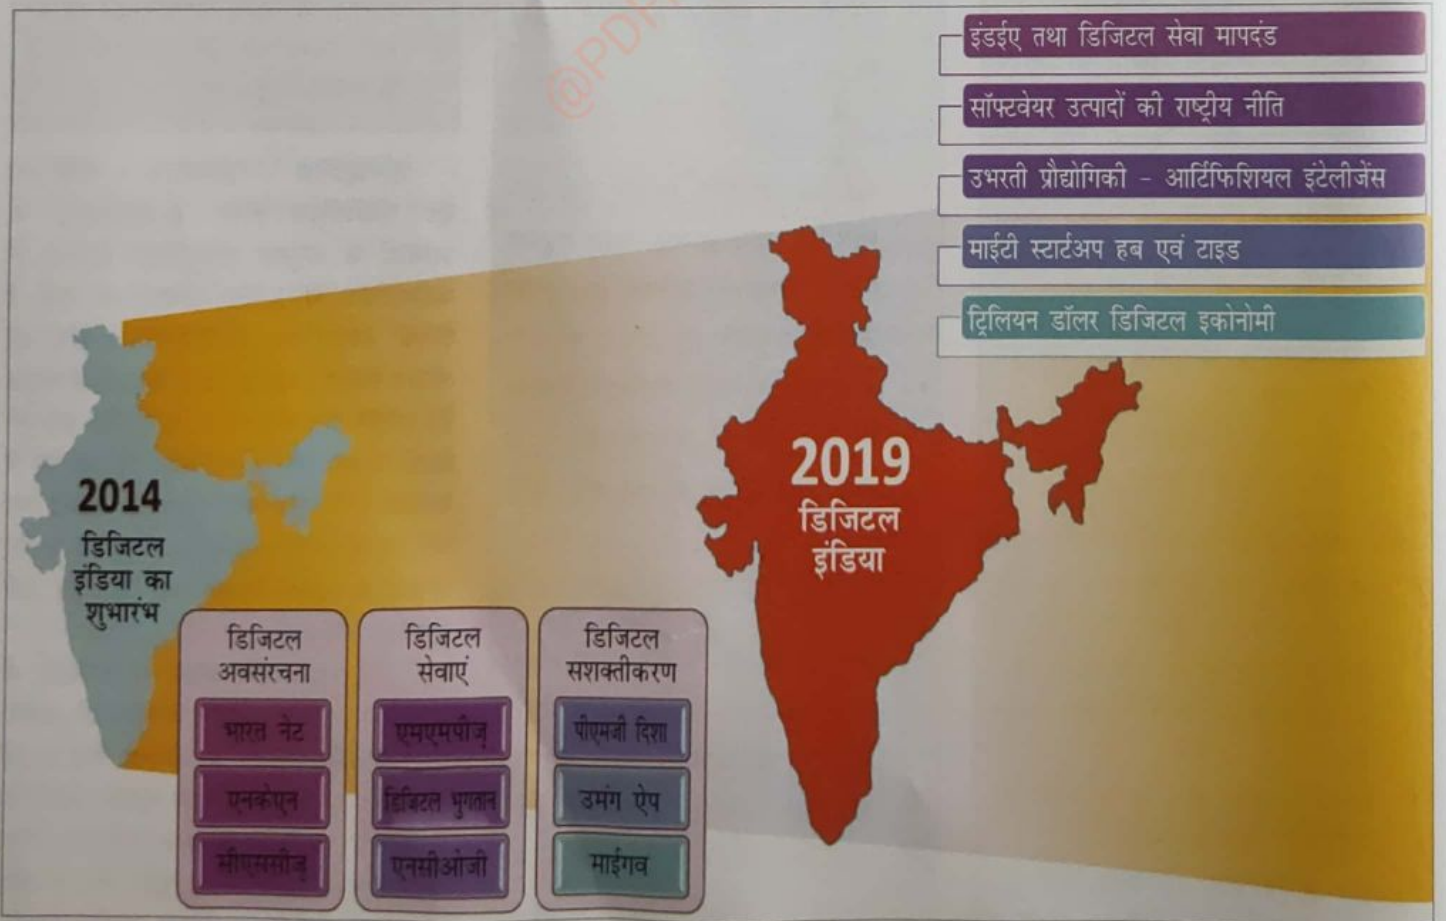 इंडईए तथा डिजिटल सेवा मापदंड
सॉफ्टवेयर उत्पादों की राष्ट्रीय नीति
उभरती प्रौद्योगिकी - आर्टिफिशियल इंटेलीजेंस
माईटी स्टार्टअप हब एवं टाइड
ट्रिलियन डॉलर डिजिटल इकोनोमी
2014
डिजिटल
इंडिया का
शुभारंभ
2019
डिजिटल
इंडिया
डिजिटल
अवसंरचना
भारत नेट
एनकेएन
सीएससीज़
डिजिटल
सेवाएं
एमएमपीज़
डिजिटल भुगतान
एनसीओजी
डिजिटल
सशक्तीकरण
पीएमजी दिशा
उमंग ऐप
माईगव